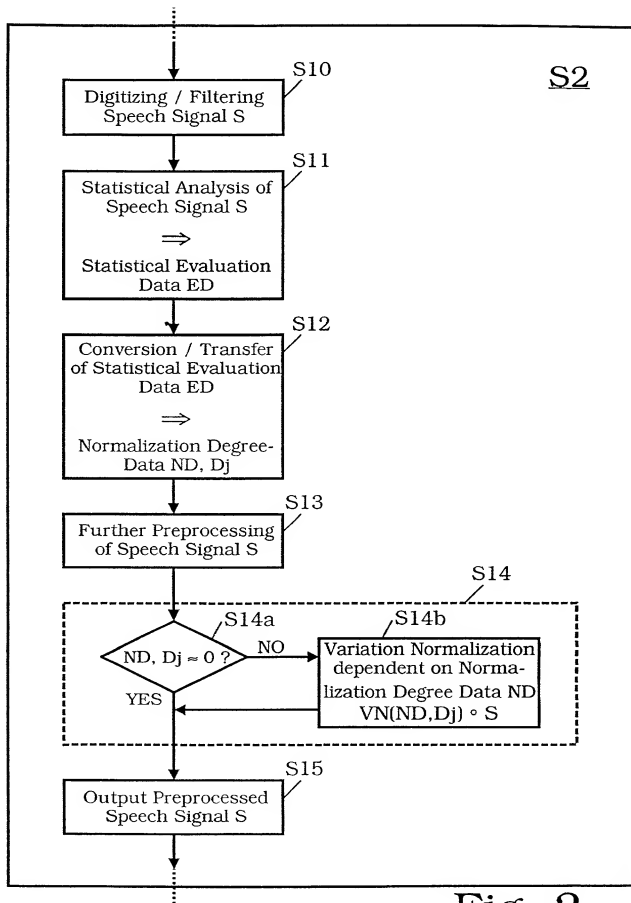 S2
S10
Digitizing / Filtering
Speech Signal S
S11
Statistical Analysis of
Speech Signal S
⇒
Statistical Evaluation
Data ED
S12
Conversion / Transfer
of Statistical Evaluation
Data ED
⇒
Normalization Degree-
Data ND, Dj
S13
Further Preprocessing
of Speech Signal S
S14
S14a
ND, Dj ≈ 0 ?
NO
YES
S14b
Variation Normalization
dependent on Norma-
lization Degree Data ND
VN(ND,Dj) ∘ S
S15
Output Preprocessed
Speech Signal S